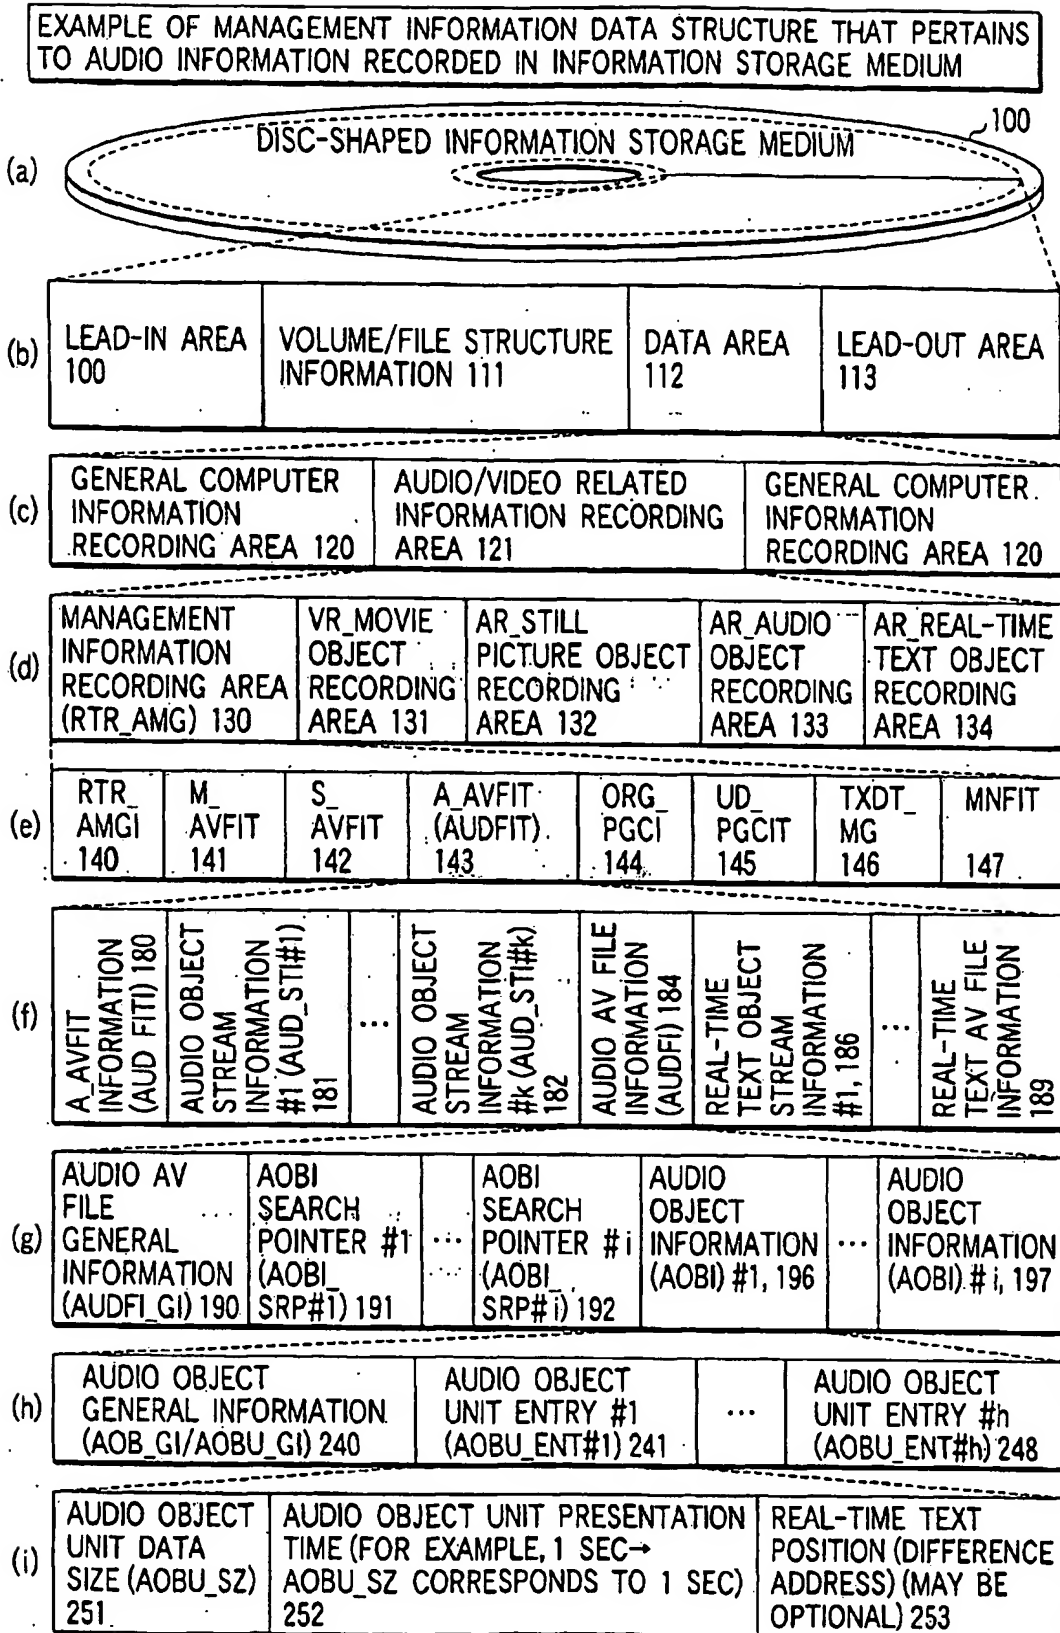 EXAMPLE OF MANAGEMENT INFORMATION DATA STRUCTURE THAT PERTAINS
TO AUDIO INFORMATION RECORDED IN INFORMATION STORAGE MEDIUM
100
(a)
DISC-SHAPED INFORMATION STORAGE MEDIUM
(b)
LEAD-IN AREA
100
VOLUME/FILE STRUCTURE
INFORMATION 111
DATA AREA
112
LEAD-OUT AREA
113
(c)
GENERAL COMPUTER
INFORMATION
RECORDING AREA 120
AUDIO/VIDEO RELATED
INFORMATION RECORDING
AREA 121
GENERAL COMPUTER
INFORMATION
RECORDING AREA 120
(d)
MANAGEMENT
INFORMATION
RECORDING AREA
(RTR_AMG) 130
VR_MOVIE
OBJECT
RECORDING
AREA 131
AR_STILL
PICTURE OBJECT
RECORDING
AREA 132
AR_AUDIO
OBJECT
RECORDING
AREA 133
AR_REAL-TIME
TEXT OBJECT
RECORDING
AREA 134
(e)
RTR_
AMGI
140
M_
AVFIT
141
S_
AVFIT
142
A_AVFIT
(AUDFIT)
143
ORG_
PGCI
144
UD_
PGCIT
145
TXDT_
MG
146
MNFIT
147
(f)
A_AVFIT
INFORMATION
(AUD FITI) 180
AUDIO OBJECT
STREAM
INFORMATION
#1 (AUD_STI#1)
181
...
AUDIO OBJECT
STREAM
INFORMATION
#k (AUD_STI#k)
182
AUDIO AV FILE
INFORMATION
(AUDFI) 184
REAL-TIME
TEXT OBJECT
STREAM
INFORMATION
#1, 186
...
REAL-TIME
TEXT AV FILE
INFORMATION
189
(g)
AUDIO AV
FILE
GENERAL
INFORMATION
(AUDFI_GI) 190
AOBI
SEARCH
POINTER #1
(AOBI_
SRP#1) 191
...
AOBI
SEARCH
POINTER #i
(AOBI_
SRP#i) 192
AUDIO
OBJECT
INFORMATION
(AOBI) #1, 196
...
AUDIO
OBJECT
INFORMATION
(AOBI) #i, 197
(h)
AUDIO OBJECT
GENERAL INFORMATION
(AOB_GI/AOBU_GI) 240
AUDIO OBJECT
UNIT ENTRY #1
(AOBU_ENT#1) 241
...
AUDIO OBJECT
UNIT ENTRY #h
(AOBU_ENT#h) 248
(i)
AUDIO OBJECT
UNIT DATA
SIZE (AOBU_SZ)
251
AUDIO OBJECT UNIT PRESENTATION
TIME (FOR EXAMPLE, 1 SEC→
AOBU_SZ CORRESPONDS TO 1 SEC)
252
REAL-TIME TEXT
POSITION (DIFFERENCE
ADDRESS) (MAY BE
OPTIONAL) 253